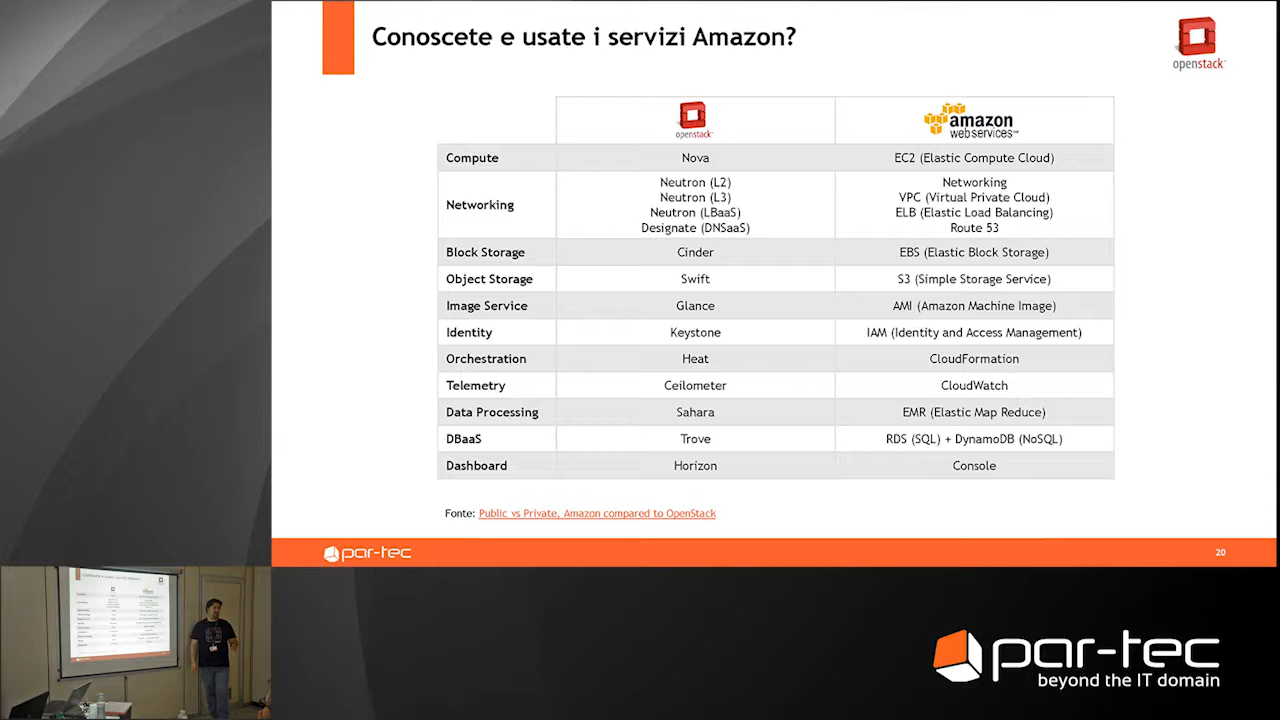 Conoscete e usate i servizi Amazon?
openstack
openstack
amazon
web services
Compute
Nova
EC2 (Elastic Compute Cloud)
Networking
Neutron (L2)
Neutron (L3)
Neutron (LBaaS)
Designate (DNSaaS)
Networking
VPC (Virtual Private Cloud)
ELB (Elastic Load Balancing)
Route 53
Block Storage
Cinder
EBS (Elastic Block Storage)
Object Storage
Swift
S3 (Simple Storage Service)
Image Service
Glance
AMI (Amazon Machine Image)
Identity
Keystone
IAM (Identity and Access Management)
Orchestration
Heat
CloudFormation
Telemetry
Ceilometer
CloudWatch
Data Processing
Sahara
EMR (Elastic Map Reduce)
DBaaS
Trove
RDS (SQL) + DynamoDB (NoSQL)
Dashboard
Horizon
Console
Fonte: Public vs Private, Amazon compared to OpenStack
par-tec
20
Conoscete e usate i servizi Amazon?
par-tec
beyond the IT domain